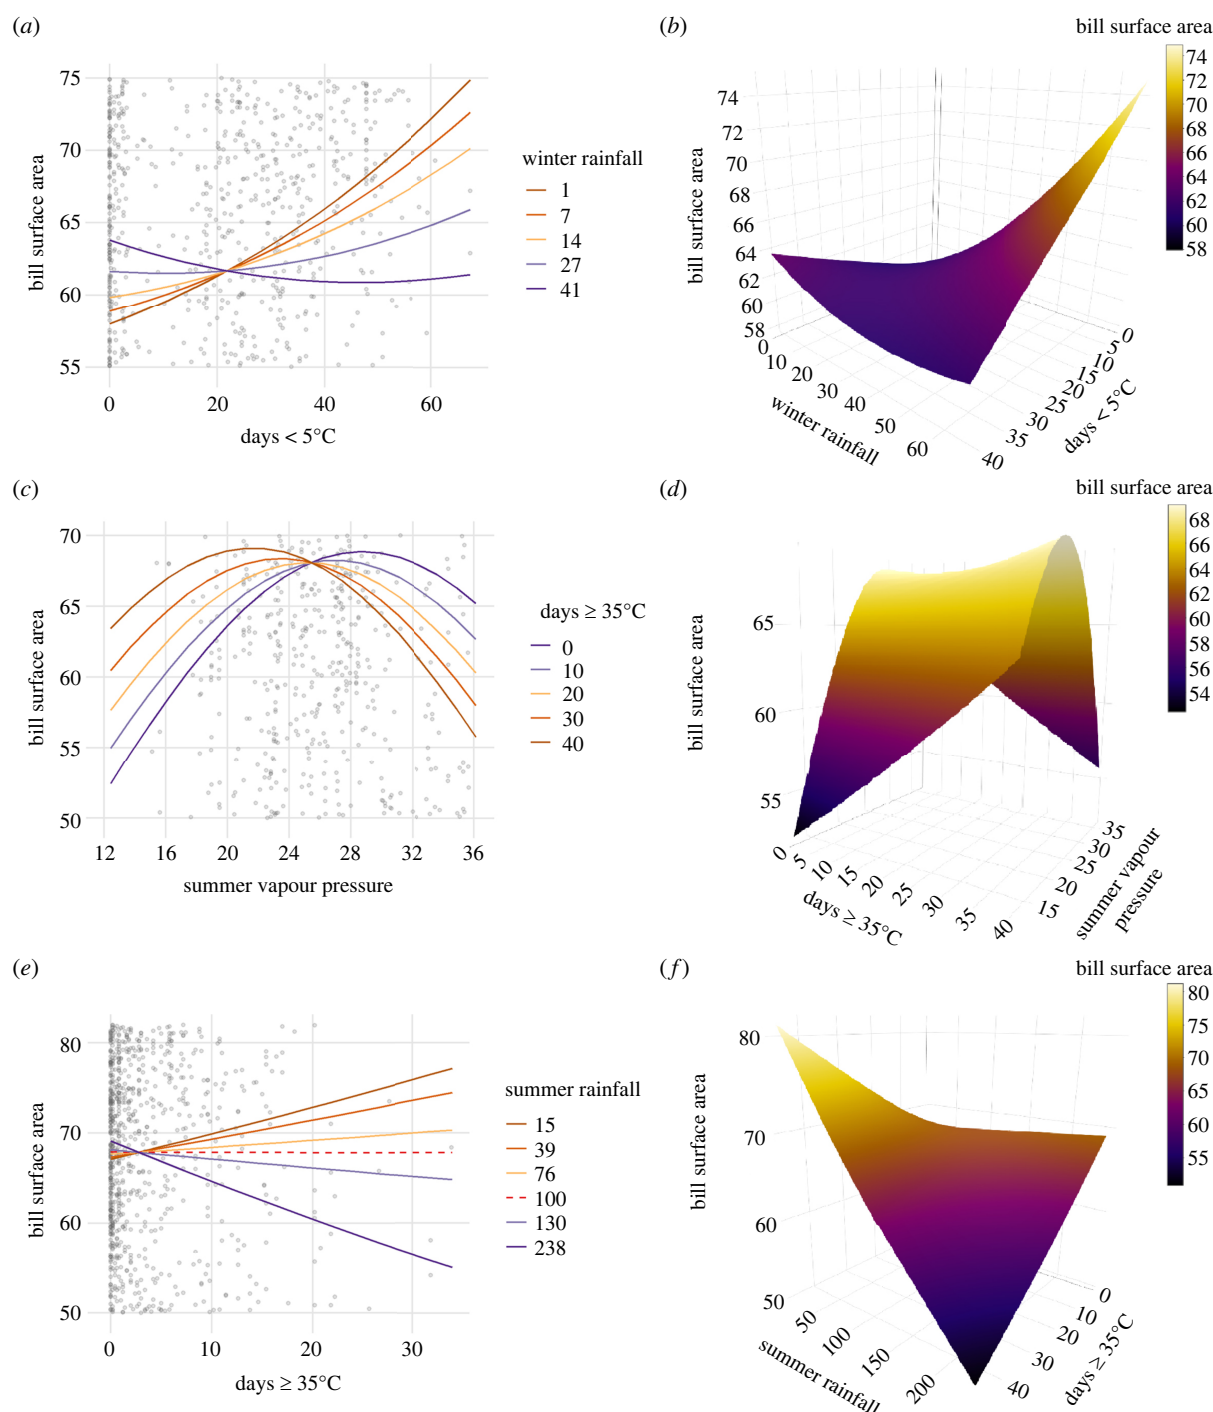 (a)
bill surface area
75
70
65
60
55
0 20 40 60
days < 5°C
winter rainfall
1
7
14
27
41
(b)
bill surface area
74
72
70
68
66
64
62
60
58
bill surface area
74
72
70
68
66
64
62
60
58
0 10 20 30 40 50 60
winter rainfall
0 5 10 15 20 25 30 35 40
days < 5°C
(c)
bill surface area
70
65
60
55
50
12 16 20 24 28 32 36
summer vapour pressure
days ≥ 35°C
0
10
20
30
40
(d)
bill surface area
68
66
64
62
60
58
56
54
bill surface area
65
60
55
0 5 10 15 20 25 30 35 40
days ≥ 35°C
35 30 25 20 15
summer vapour
pressure
(e)
bill surface area
80
70
60
50
0 10 20 30
days ≥ 35°C
summer rainfall
15
39
76
100
130
238
(f)
bill surface area
80
75
70
65
60
55
bill surface area
80
70
60
50
50 100 150 200
summer rainfall
0 10 20 30 40
days ≥ 35°C